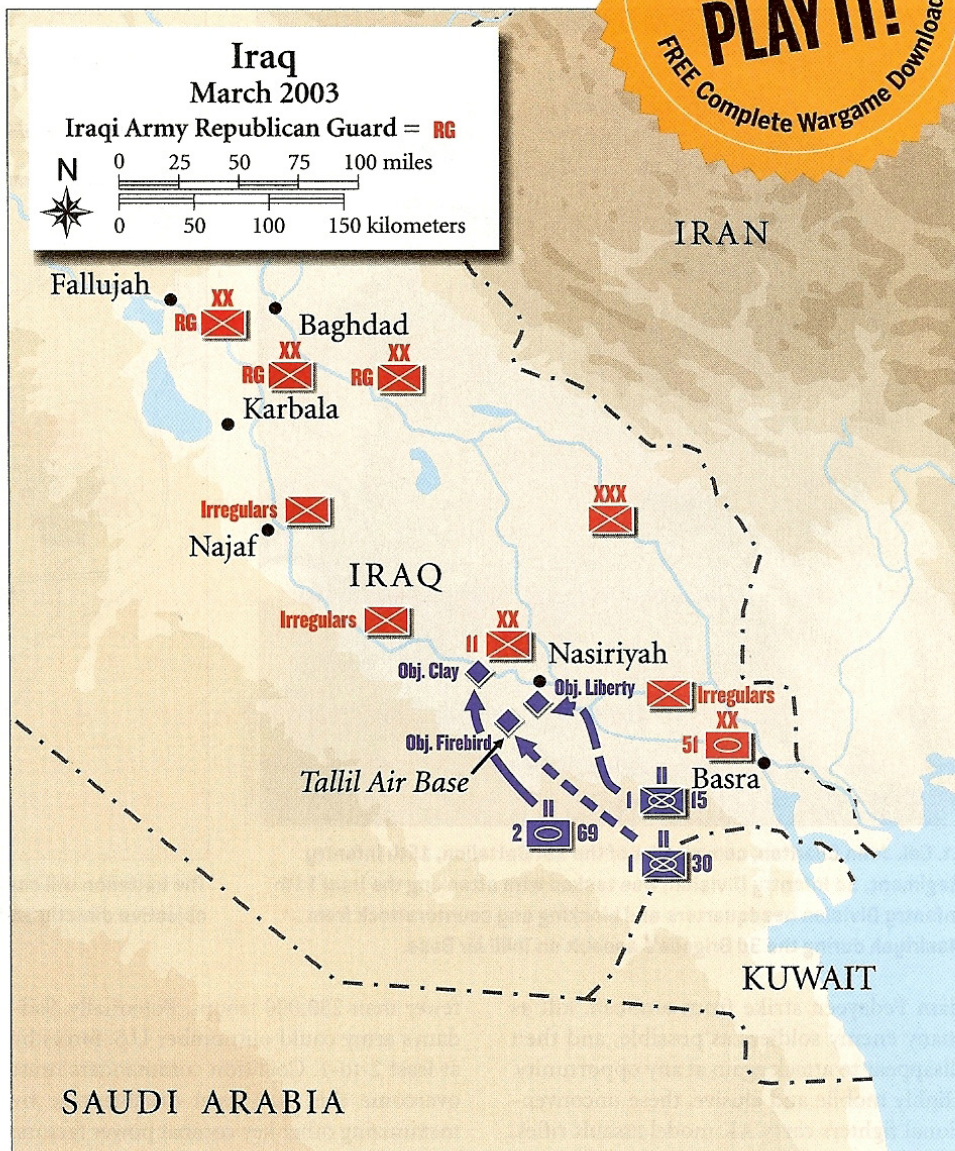 PLAY IT!
FREE Complete Wargame Download
Iraq
March 2003
Iraqi Army Republican Guard = RG
N
0 25 50 75 100 miles
0 50 100 150 kilometers
IRAN
Fallujah
XX
RG
Baghdad
XX
RG
XX
RG
Karbala
XXX
Irregulars
Najaf
IRAQ
Irregulars
XX
11
Nasiriyah
Obj. Clay
Obj. Liberty
Irregulars
Obj. Firebird
XX
51
Tallil Air Base
Basra
II
1 15
II
2 69
II
1 30
KUWAIT
SAUDI ARABIA